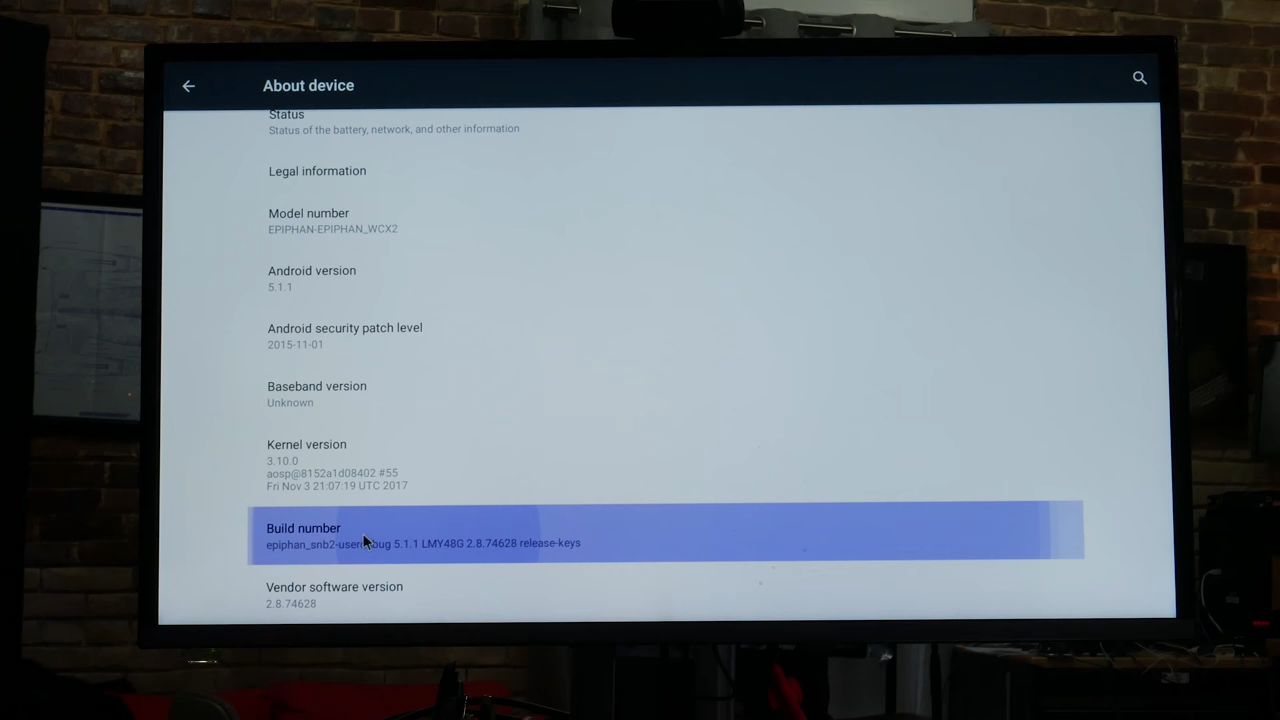 About device
Status
Status of the battery, network, and other information
Legal information
Model number
EPIPHAN-EPIPHAN_WCX2
Android version
5.1.1
Android security patch level
2015-11-01
Baseband version
Unknown
Kernel version
3.10.0
aosp@8152a1d08402 #55
Fri Nov 3 21:07:19 UTC 2017
Build number
epiphan_snb2-userdebug 5.1.1 LMY48G 2.8.74628 release-keys
Vendor software version
2.8.74628